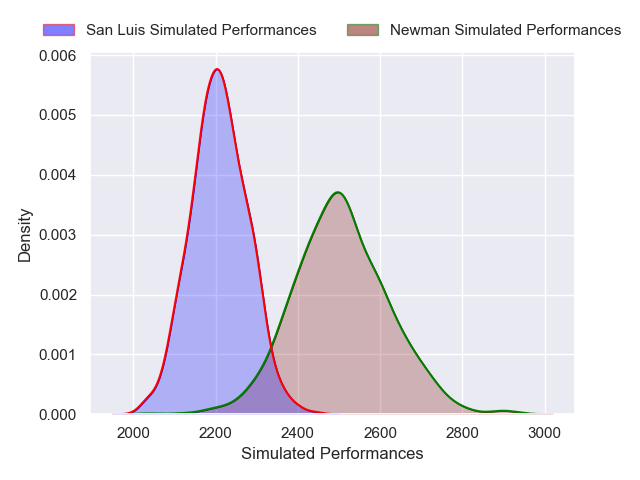 San Luis Simulated Performances Newman Simulated Performances
0.006
0.005
0.004
0.003
0.002
0.001
0.000
Density
2000 2200 2400 2600 2800 3000
Simulated Performances